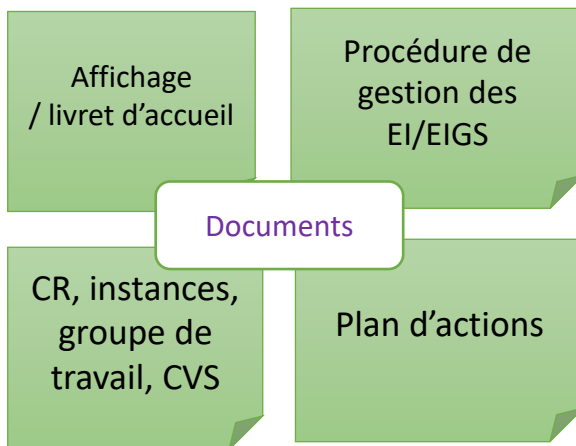 Affichage
/ livret d’accueil
Procédure de
gestion des
EI/EIGS
Documents
CR, instances,
groupe de
travail, CVS
Plan d’actions